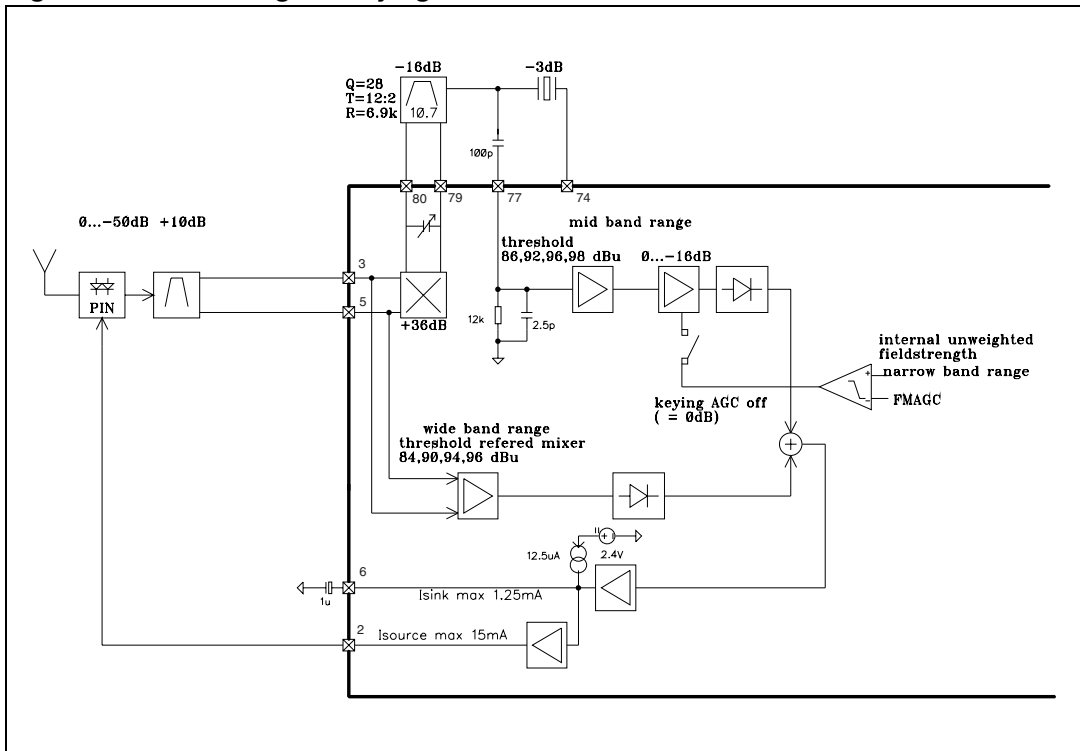 -16dB
-3dB
Q=28
T=12:2
R=6.9k
10.7
100p
80
79
77
74
0...-50dB +10dB
mid band range
threshold
86,92,96,98 dBu
0...-16dB
3
5
PIN
+36dB
12k
2.5p
internal unweighted
fieldstrength
narrow band range
+
-
FMAGC
keying AGC off
( = 0dB)
wide band range
threshold refered mixer
84,90,94,96 dBu
+
12.5uA
+
2.4V
6
1u
Isink max 1.25mA
2
Isource max 15mA